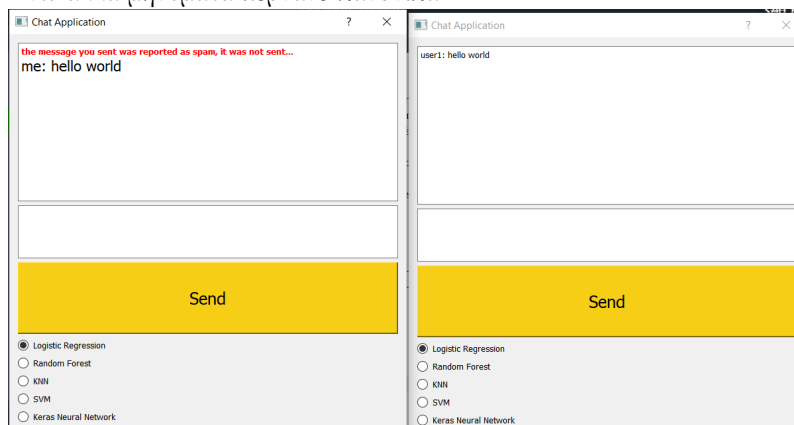 Chat Application
the message you sent was reported as spam, it was not sent...
me: hello world
Send
Logistic Regression
Random Forest
KNN
SVM
Keras Neural Network
Chat Application
user1: hello world
Send
Logistic Regression
Random Forest
KNN
SVM
Keras Neural Network